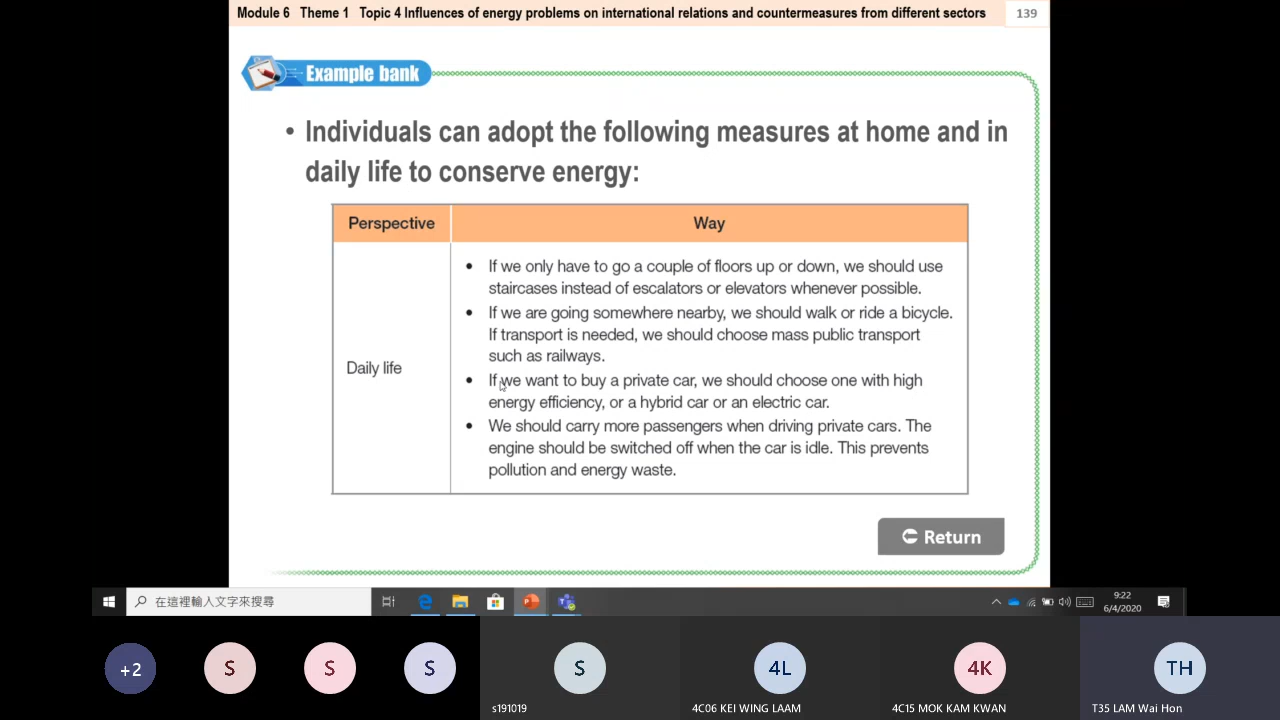 Module 6 Theme 1 Topic 4 Influences of energy problems on international relations and countermeasures from different sectors 139
Example bank
• Individuals can adopt the following measures at home and in
daily life to conserve energy:
Perspective Way
• If we only have to go a couple of floors up or down, we should use
staircases instead of escalators or elevators whenever possible.
• If we are going somewhere nearby, we should walk or ride a bicycle.
If transport is needed, we should choose mass public transport
such as railways.
Daily life
• If we want to buy a private car, we should choose one with high
energy efficiency, or a hybrid car or an electric car.
• We should carry more passengers when driving private cars. The
engine should be switched off when the car is idle. This prevents
pollution and energy waste.
Return
在這裡輸入文字來搜尋
9:22
6/4/2020
+2 S S S S 4L 4K TH
s191019 4C06 KEI WING LAAM 4C15 MOK KAM KWAN T35 LAM Wai Hon